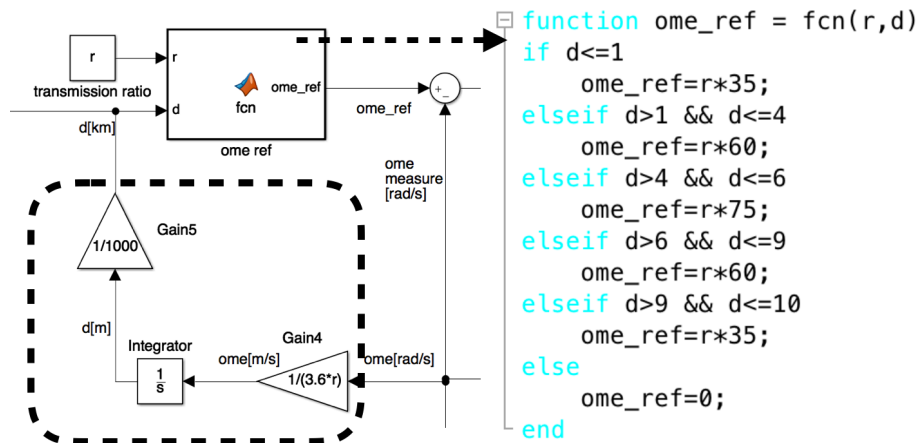 r
transmission ratio
r
d
fcn
ome_ref
ome ref
ome_ref
+
−
d[km]
ome
measure
[rad/s]
1/1000
Gain5
d[m]
Integrator
1
s
ome[m/s]
Gain4
1/(3.6*r)
ome[rad/s]
function ome_ref = fcn(r,d)
if d<=1
ome_ref=r*35;
elseif d>1 && d<=4
ome_ref=r*60;
elseif d>4 && d<=6
ome_ref=r*75;
elseif d>6 && d<=9
ome_ref=r*60;
elseif d>9 && d<=10
ome_ref=r*35;
else
ome_ref=0;
end